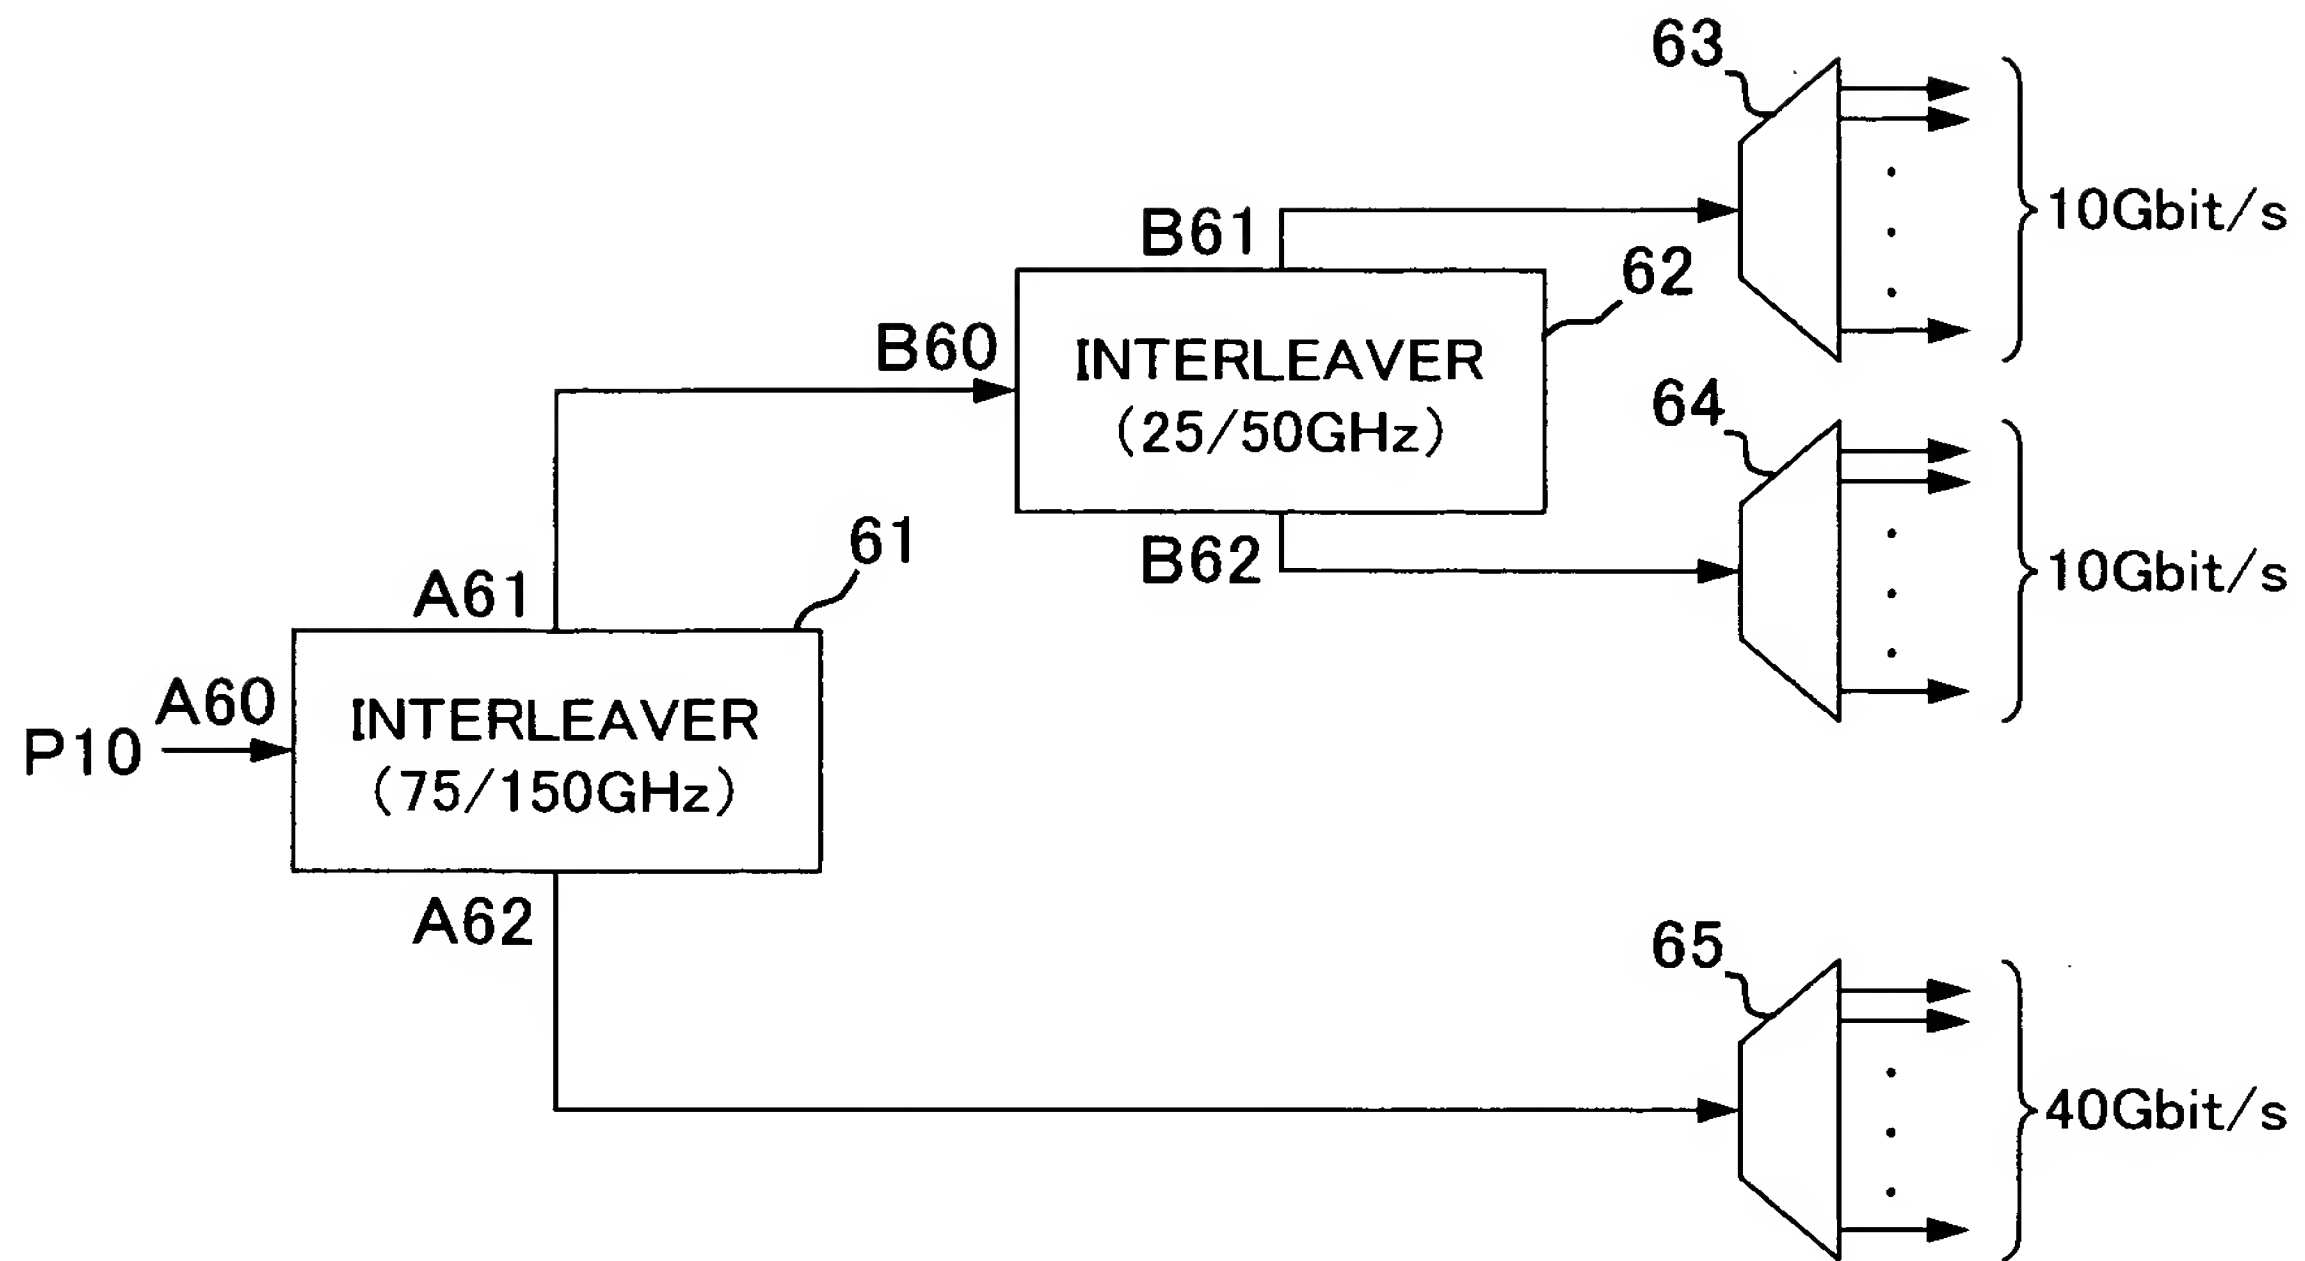 63
10Gbit/s
B61
62
B60
INTERLEAVER
(25/50GHz)
64
B62
10Gbit/s
61
A61
A60
P10
INTERLEAVER
(75/150GHz)
A62
65
40Gbit/s